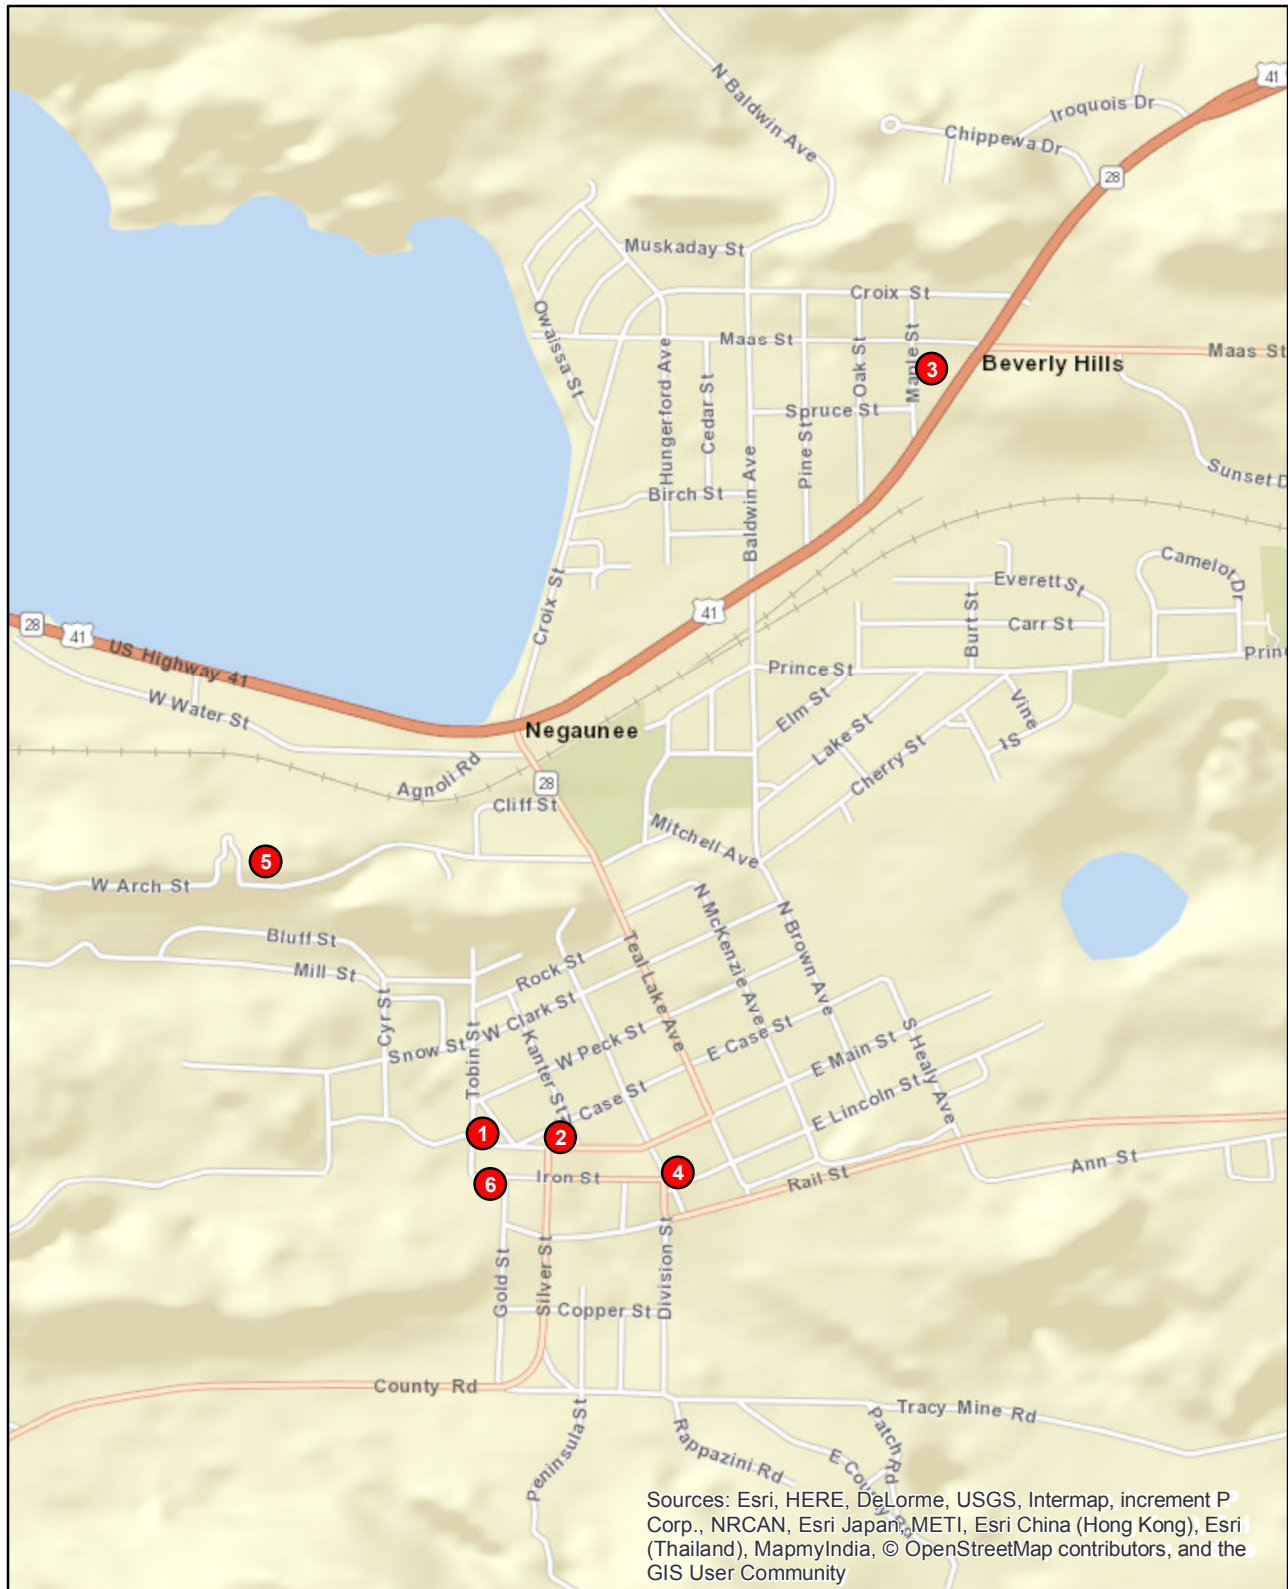 41
N Baldwin Ave
Iroquois Dr
Chippewa Dr
28
Muskaday St
Croix St
Owaissa St
Maas St
Maple St
Oak St
3
Beverly Hills
Maas St
Hungerford Ave
Cedar St
Spruce St
Pine St
Sunset D
Birch St
Baldwin Ave
Camelot Dr
Everett St
Croix St
Burt St
Carr St
41
28
41
US Highway 41
Prince St
Prin
W Water St
Elm St
Vine St
Lake St
Negaunee
Cherry St
Agnoli Rd
28
Cliff St
Mitchell Ave
5
W Arch St
N McKenzie Ave
N Brown Ave
Bluff St
Teal Lake Ave
Mill St
Rock St
W Clark St
Cyr St
Snow St
Tobin St
Kanter St
W Peck St
E Case St
S Healy Ave
E Main St
Case St
E Lincoln St
1
2
Iron St
4
6
Rail St
Ann St
Gold St
Silver St
Division St
Copper St
County Rd
Tracy Mine Rd
Peninsula St
Rappazini Rd
Patch Rd
E County Rd
Sources: Esri, HERE, DeLorme, USGS, Intermap, increment P
Corp., NRCAN, Esri Japan, METI, Esri China (Hong Kong), Esri
(Thailand), MapmyIndia, © OpenStreetMap contributors, and the
GIS User Community